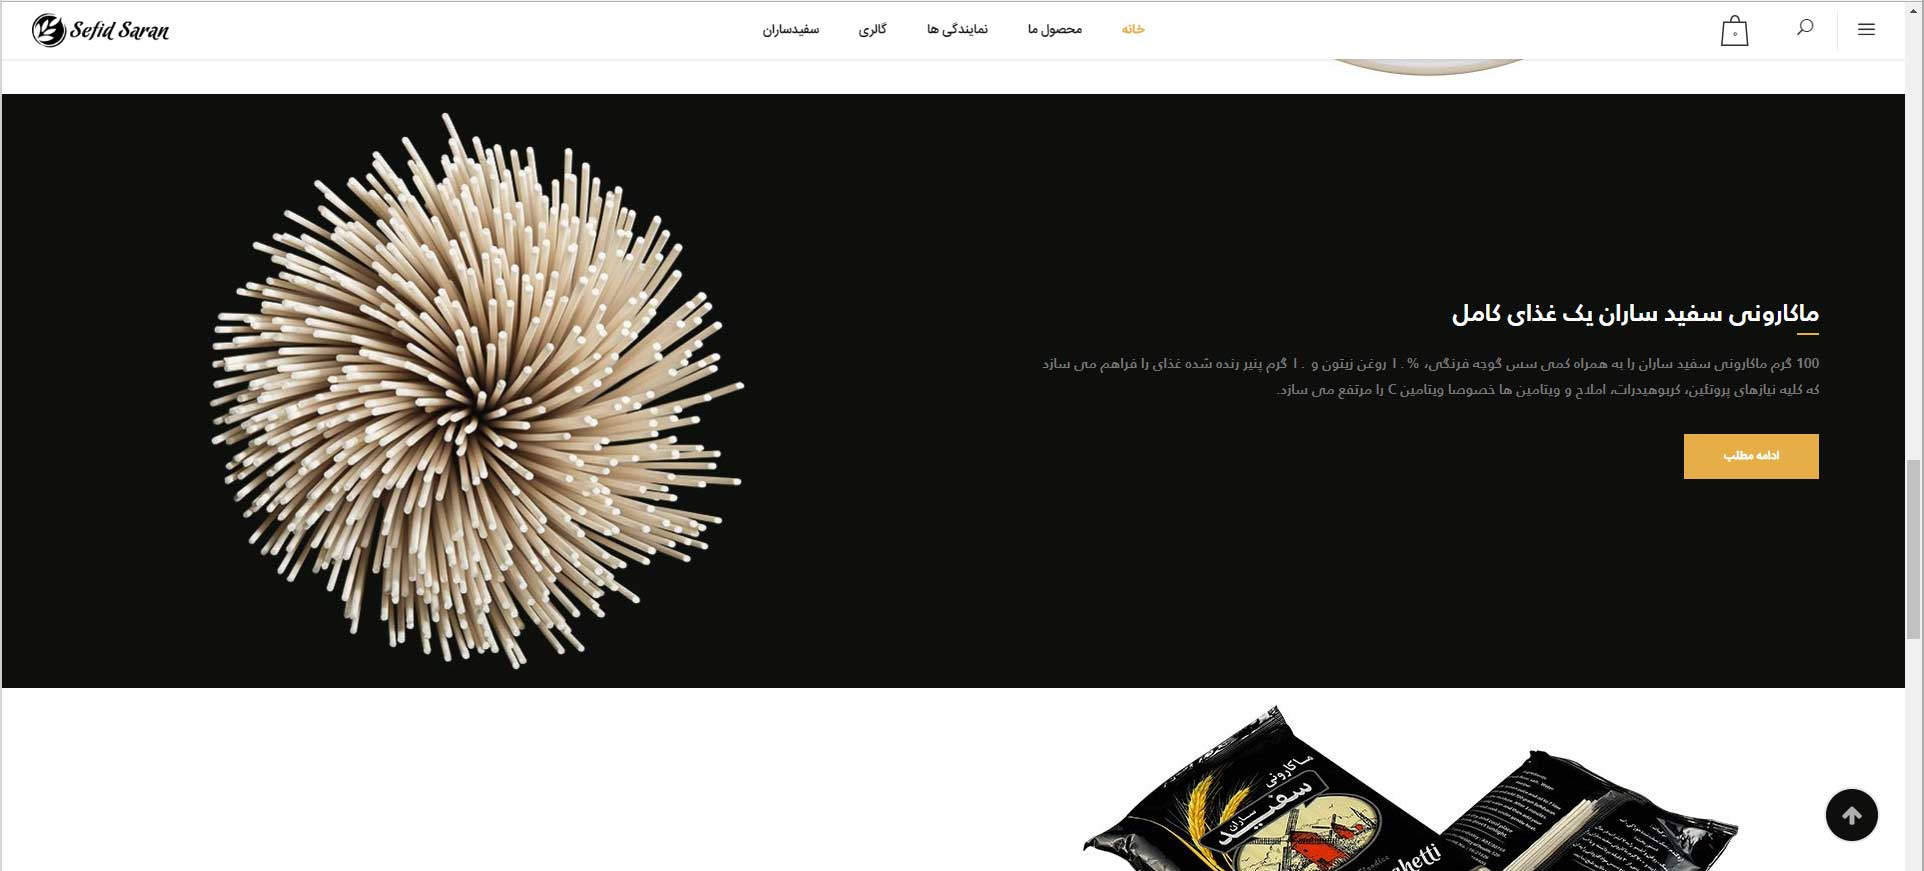 Sefid Saran
خانه
محصول ما
نمایندگی ها
گالری
سفیدساران
0
ماکارونی سفید ساران یک غذای کامل
100 گرم ماکارونی سفید ساران را به همراه کمی سس گوجه فرنگی، %۱۰ روغن زیتون و ۱۰ گرم پنیر رنده شده غذای را فراهم می سازد
که کلیه نیازهای پروتئین، کربوهیدرات، املاح و ویتامین ها خصوصا ویتامین C را مرتفع می سازد.
ادامه مطلب
ماکارونی
سفید
ساران